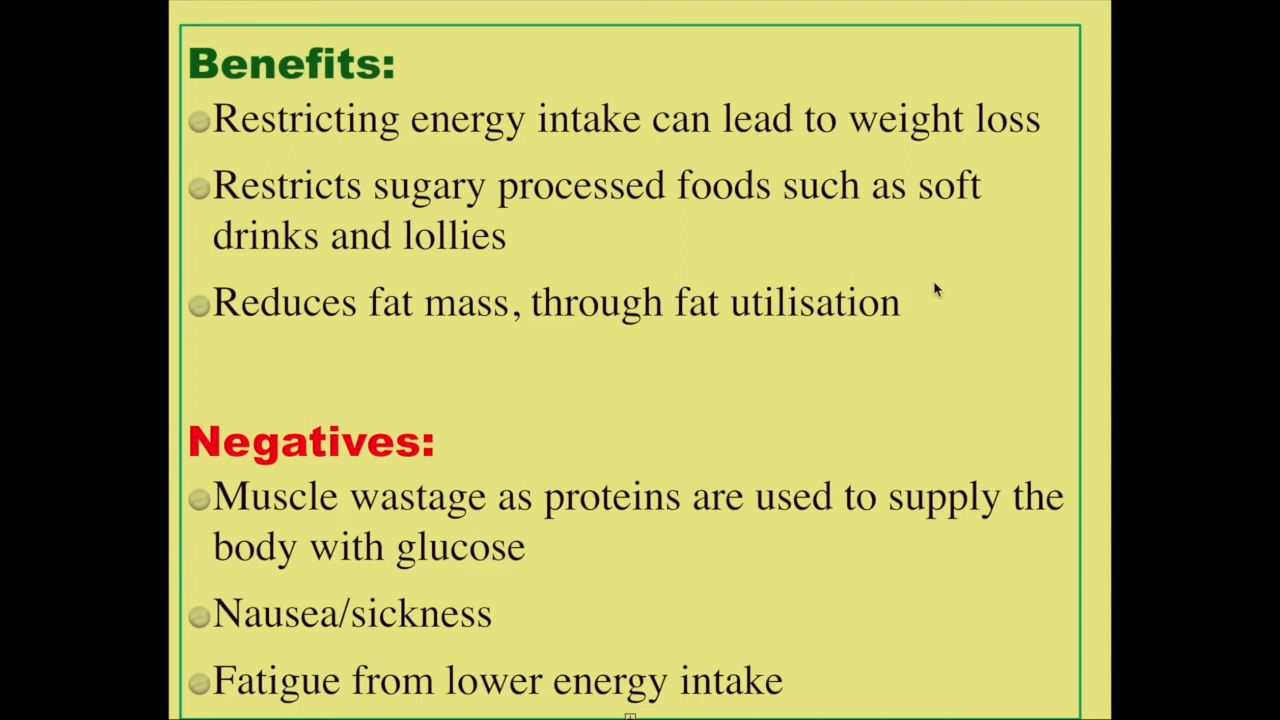 Benefits:
Restricting energy intake can lead to weight loss
Restricts sugary processed foods such as soft
drinks and lollies
Reduces fat mass, through fat utilisation
Negatives:
Muscle wastage as proteins are used to supply the
body with glucose
Nausea/sickness
Fatigue from lower energy intake